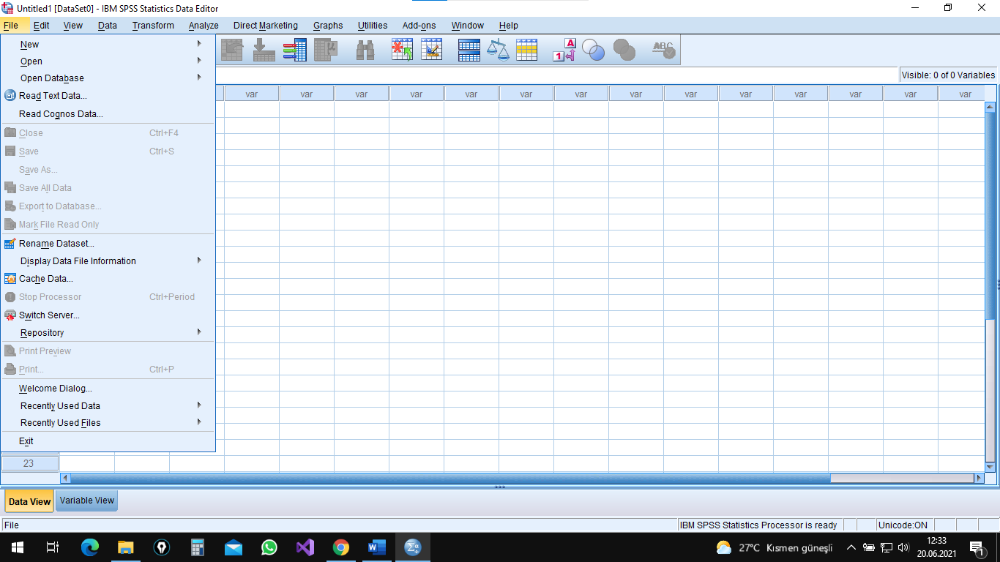 Untitled1 [DataSet0] - IBM SPSS Statistics Data Editor
File Edit View Data Transform Analyze Direct Marketing Graphs Utilities Add-ons Window Help
New
Open
Open Database
Read Text Data...
Read Cognos Data...
Close Ctrl+F4
Save Ctrl+S
Save As...
Save All Data
Export to Database...
Mark File Read Only
Rename Dataset...
Display Data File Information
Cache Data...
Stop Processor Ctrl+Period
Switch Server...
Repository
Print Preview
Print... Ctrl+P
Welcome Dialog...
Recently Used Data
Recently Used Files
Exit
A
1
ABC
Visible: 0 of 0 Variables
var var var var var var var var var var var var var var
23
Data View Variable View
File IBM SPSS Statistics Processor is ready Unicode:ON
27°C Kısmen güneşli 12:33
20.06.2021
1